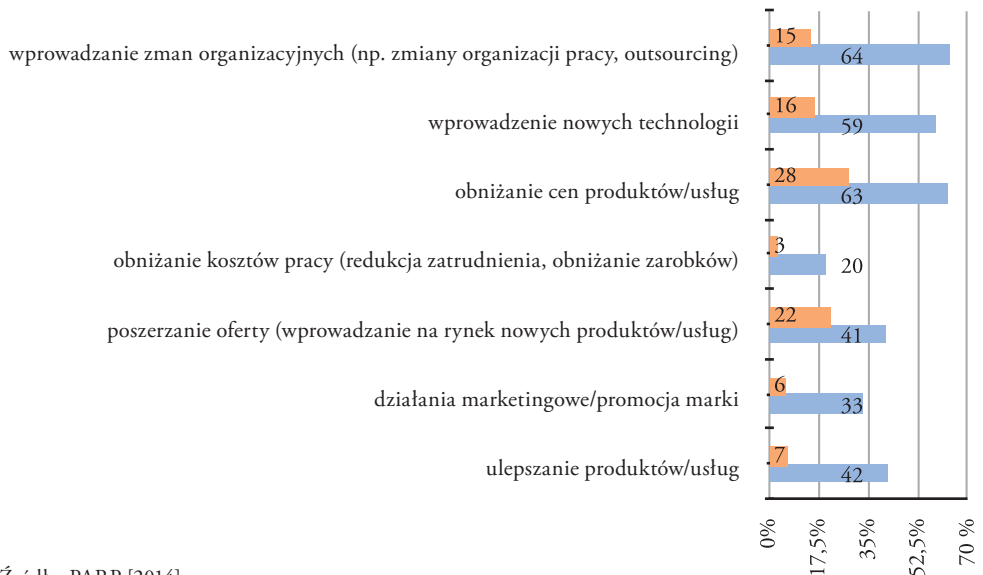 wprowadzanie zman organizacyjnych (np. zmiany organizacji pracy, outsourcing)
15
64
wprowadzenie nowych technologii
16
59
obniżanie cen produktów/usług
28
63
obniżanie kosztów pracy (redukcja zatrudnienia, obniżanie zarobków)
3
20
poszerzanie oferty (wprowadzanie na rynek nowych produktów/usług)
22
41
działania marketingowe/promocja marki
6
33
ulepszanie produktów/usług
7
42
0%
17,5%
35%
52,5%
70 %
PARP [2016]